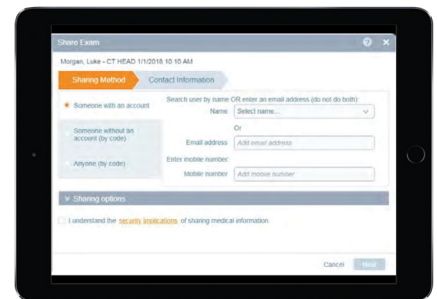 Share Exam
Morgan, Luke - CT HEAD 1/1/2018 10:10 AM
Sharing Method
Contact Information
Search user by name OR enter an email address (do not do both)
Someone with an account
Name
Select name...
Or
Someone without an
account (by code)
Email address
Add email address
Enter mobile number
Anyone (by code)
Mobile number
Add mobile number
Sharing options
I understand the security implications of sharing medical information
Cancel
Next